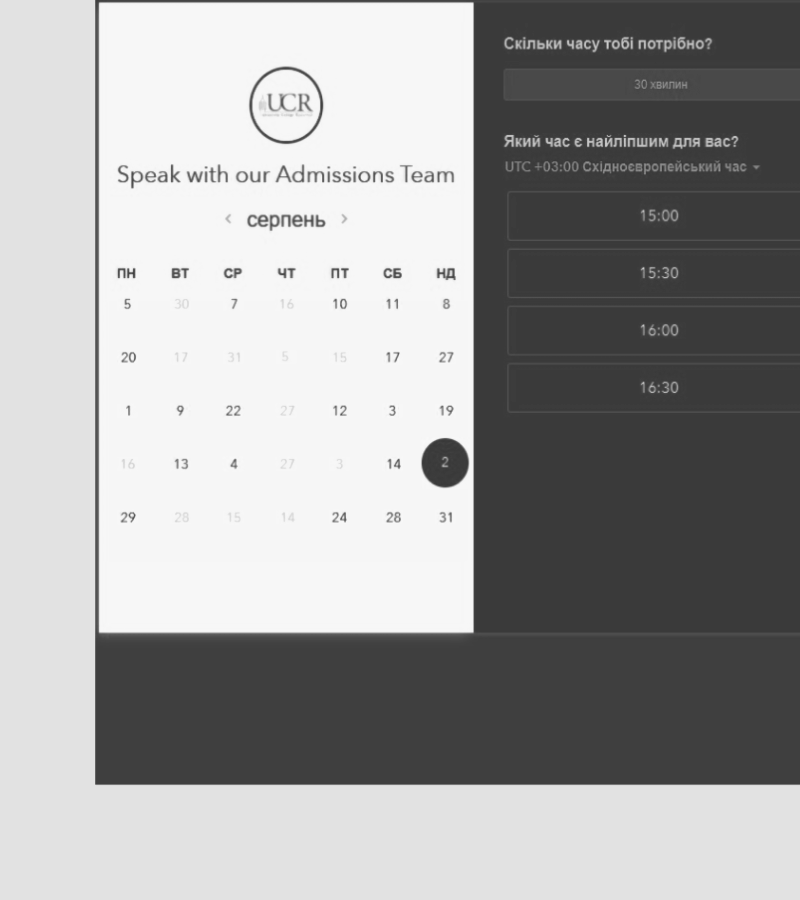 UCR
Speak with our Admissions Team
‹ серпень ›
ПН ВТ СР ЧТ ПТ СБ НД
5 30 7 16 10 11 8
20 17 31 5 15 17 27
1 9 22 27 12 3 19
16 13 4 27 3 14 2
29 28 15 14 24 28 31
Скільки часу тобі потрібно?
30 хвилин
Який час є найліпшим для вас?
UTC +03:00 Східноєвропейський час
15:00
15:30
16:00
16:30